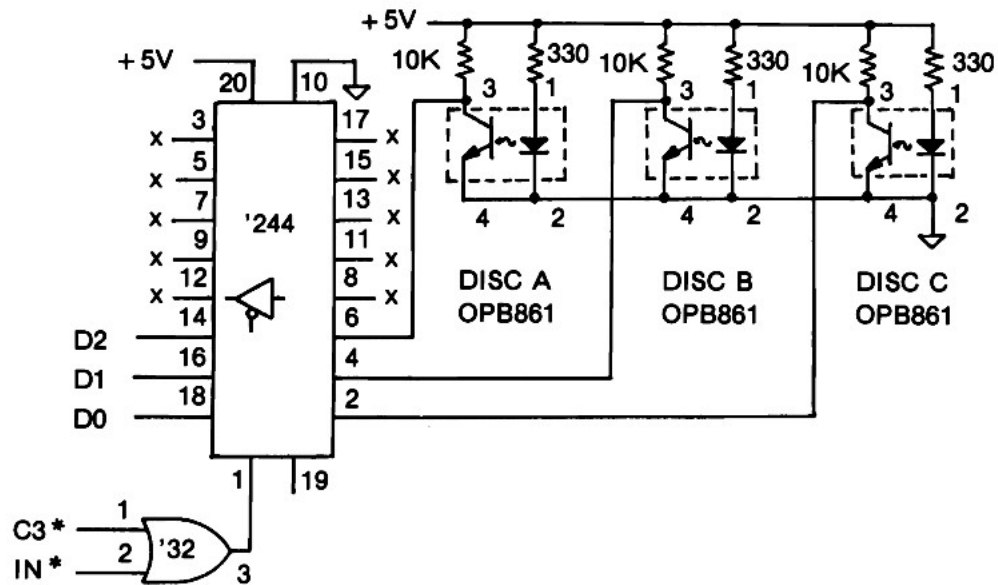 +5V
+5V
10K
330
10K
330
10K
330
20
10
3
1
3
1
3
1
3
17
X
X
5
15
X
X
7
13
X
X
'244
9
11
X
X
12
8
X
X
4
2
4
2
4
2
DISC A
OPB861
DISC B
OPB861
DISC C
OPB861
14
6
D2
16
4
D1
18
2
D0
1
19
C3*
1
'32
IN*
2
3